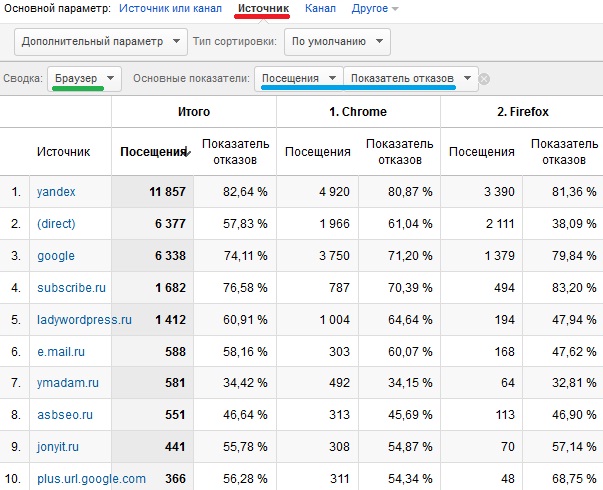 Основной параметр: Источник или канал Источник Канал Другое
Дополнительный параметр Тип сортировки: По умолчанию
Сводка: Браузер Основные показатели: Посещения Показатель отказов
Итого 1. Chrome 2. Firefox
Источник Посещения Показатель отказов Посещения Показатель отказов Посещения Показатель отказов
1. yandex 11 857 82,64 % 4 920 80,87 % 3 390 81,36 %
2. (direct) 6 377 57,83 % 1 966 61,04 % 2 111 38,09 %
3. google 6 338 74,11 % 3 750 71,20 % 1 379 79,84 %
4. subscribe.ru 1 682 76,58 % 787 70,39 % 494 83,20 %
5. ladywordpress.ru 1 412 60,91 % 1 004 64,64 % 194 47,94 %
6. e.mail.ru 588 58,16 % 303 60,07 % 168 47,62 %
7. ymadam.ru 581 34,42 % 492 34,15 % 64 32,81 %
8. asbseo.ru 551 46,64 % 313 45,69 % 113 46,90 %
9. jonyit.ru 441 55,78 % 308 54,87 % 70 57,14 %
10. plus.url.google.com 366 56,28 % 311 54,34 % 48 68,75 %